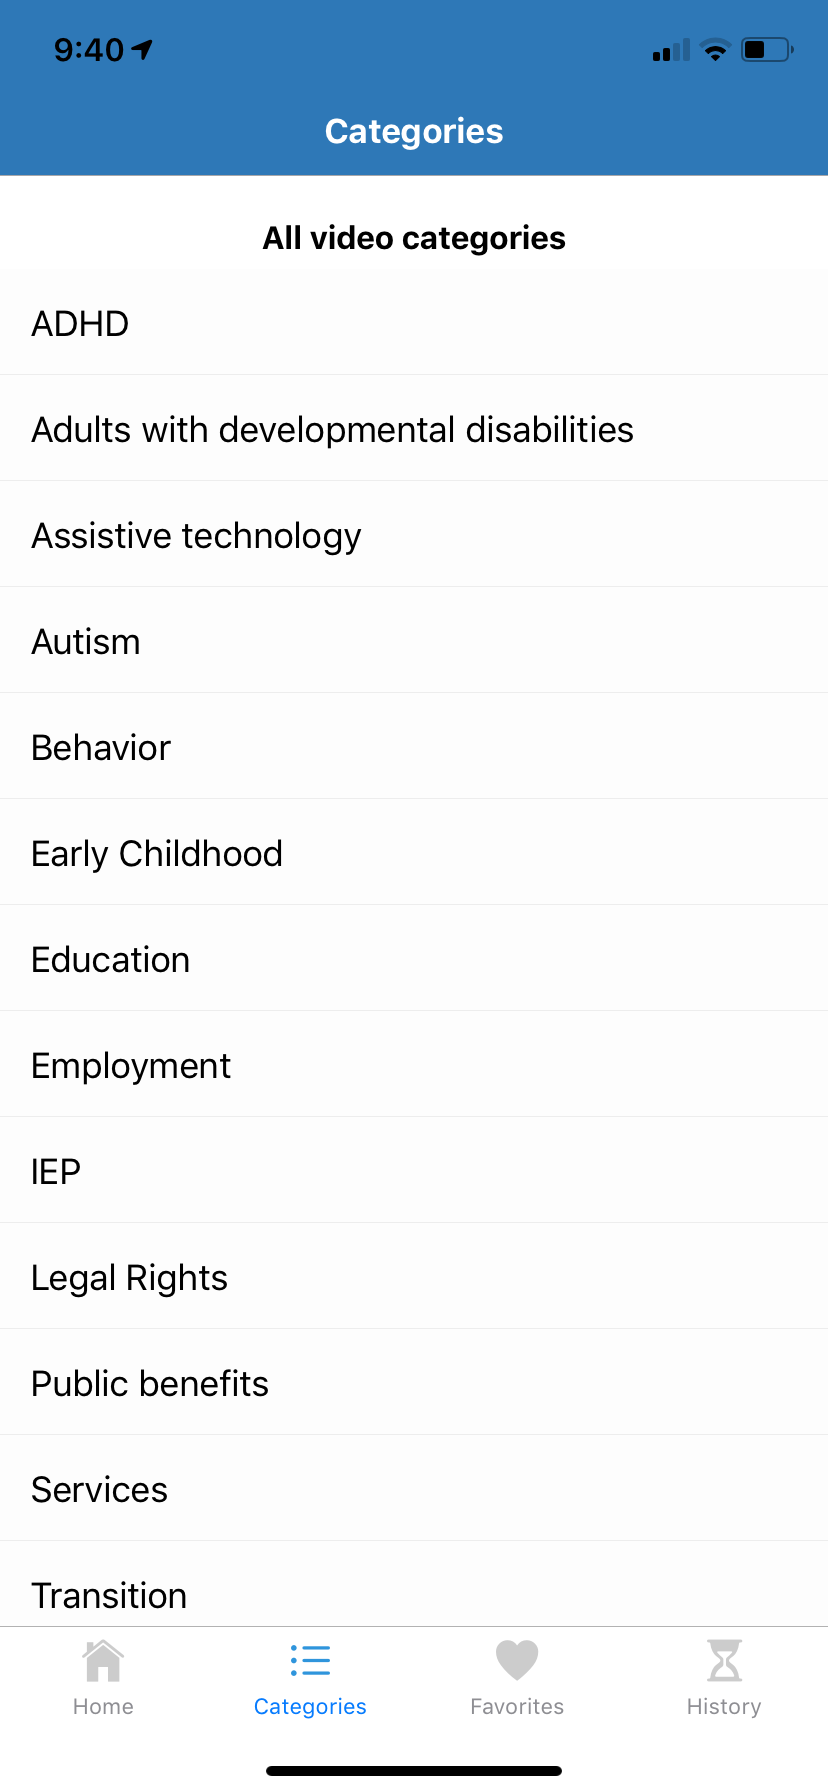 9:40
Categories
All video categories
ADHD
Adults with developmental disabilities
Assistive technology
Autism
Behavior
Early Childhood
Education
Employment
IEP
Legal Rights
Public benefits
Services
Transition
Home
Categories
Favorites
History